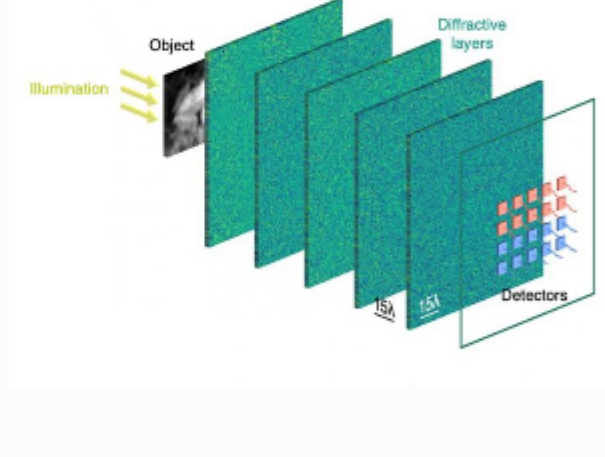 Diffractive
layers
Object
Illumination
15λ
15λ
Detectors